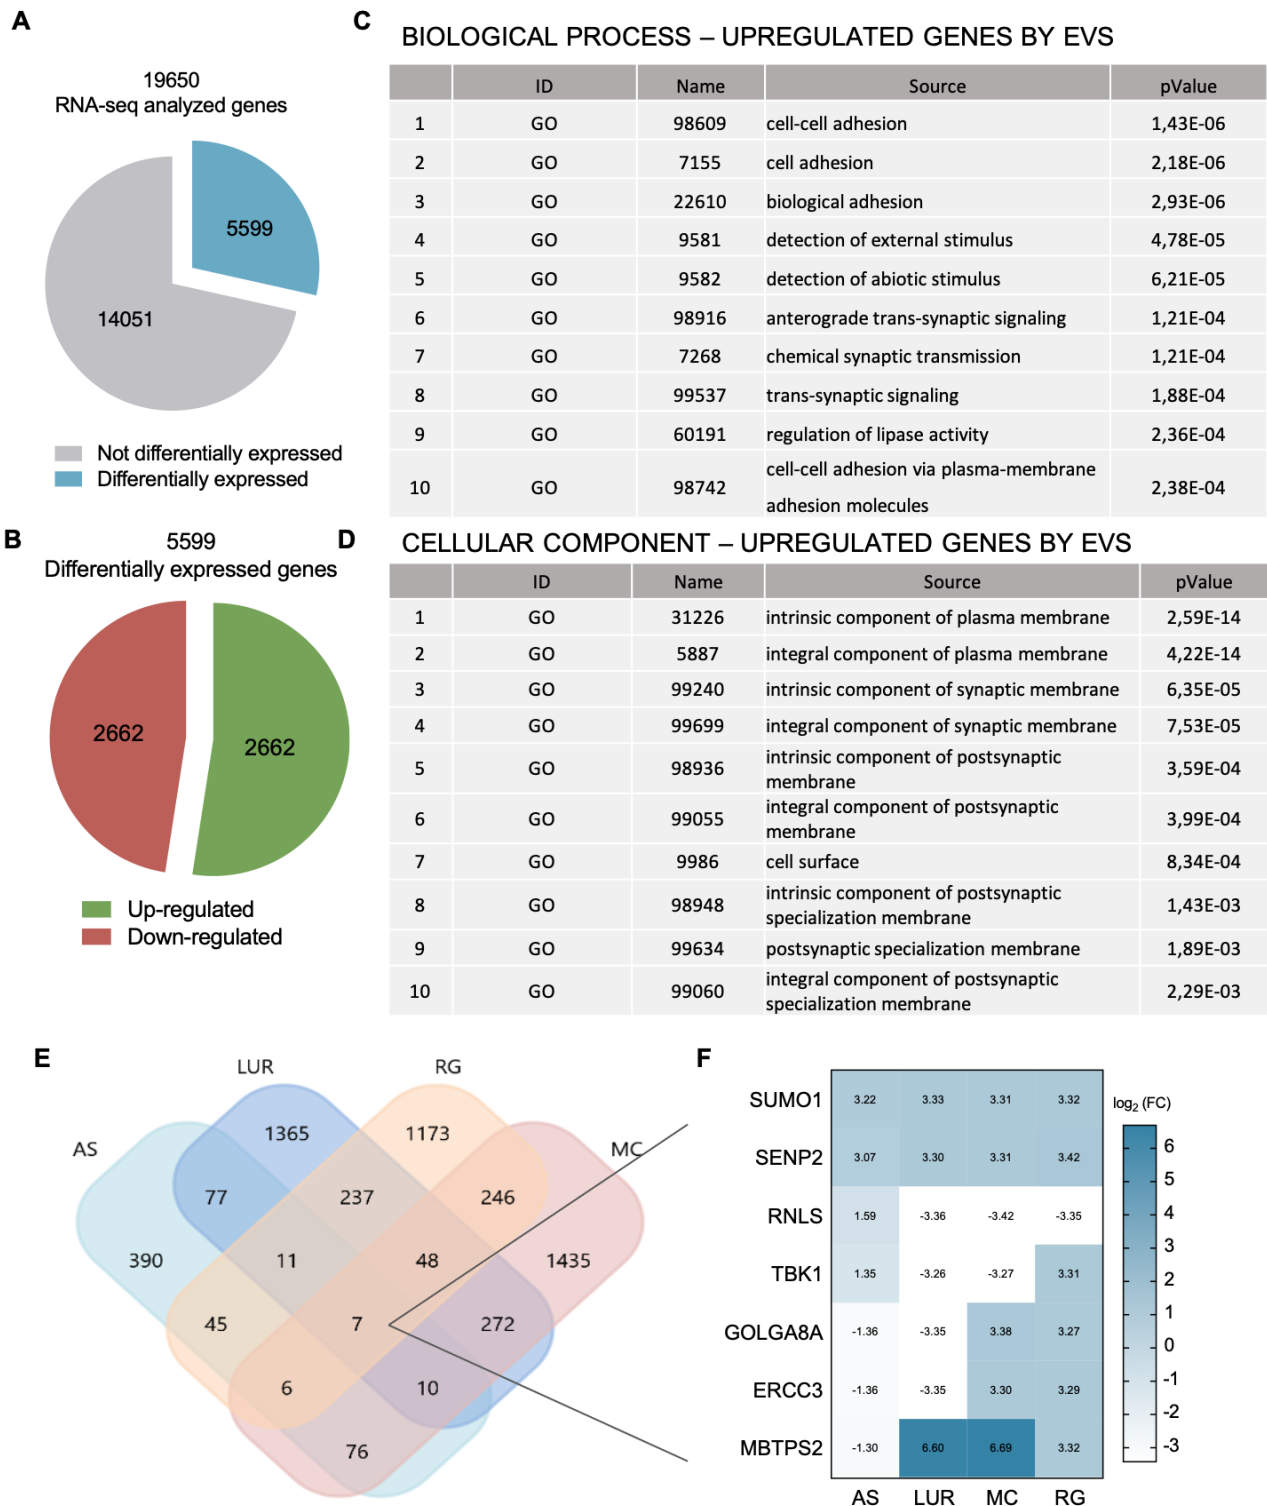 A
19650
RNA-seq analyzed genes
5599
14051
Not differentially expressed
Differentially expressed
B
5599
Differentially expressed genes
2662
2662
Up-regulated
Down-regulated
C
BIOLOGICAL PROCESS – UPREGULATED GENES BY EVS
ID Name Source pValue
1 GO 98609 cell-cell adhesion 1,43E-06
2 GO 7155 cell adhesion 2,18E-06
3 GO 22610 biological adhesion 2,93E-06
4 GO 9581 detection of external stimulus 4,78E-05
5 GO 9582 detection of abiotic stimulus 6,21E-05
6 GO 98916 anterograde trans-synaptic signaling 1,21E-04
7 GO 7268 chemical synaptic transmission 1,21E-04
8 GO 99537 trans-synaptic signaling 1,88E-04
9 GO 60191 regulation of lipase activity 2,36E-04
10 GO 98742 cell-cell adhesion via plasma-membrane
adhesion molecules 2,38E-04
D
CELLULAR COMPONENT – UPREGULATED GENES BY EVS
ID Name Source pValue
1 GO 31226 intrinsic component of plasma membrane 2,59E-14
2 GO 5887 integral component of plasma membrane 4,22E-14
3 GO 99240 intrinsic component of synaptic membrane 6,35E-05
4 GO 99699 integral component of synaptic membrane 7,53E-05
5 GO 98936 intrinsic component of postsynaptic
membrane 3,59E-04
6 GO 99055 integral component of postsynaptic
membrane 3,99E-04
7 GO 9986 cell surface 8,34E-04
8 GO 98948 intrinsic component of postsynaptic
specialization membrane 1,43E-03
9 GO 99634 postsynaptic specialization membrane 1,89E-03
10 GO 99060 integral component of postsynaptic
specialization membrane 2,29E-03
E
LUR RG
AS MC
1365 1173
77 237 246
390 11 48 1435
45 7 272
6 10
76
F
SUMO1 3.22 3.33 3.31 3.32
SENP2 3.07 3.30 3.31 3.42
RNLS 1.59 -3.36 -3.42 -3.35
TBK1 1.35 -3.26 -3.27 3.31
GOLGA8A -1.36 -3.35 3.38 3.27
ERCC3 -1.36 -3.35 3.30 3.29
MBTPS2 -1.30 6.60 6.69 3.32
AS LUR MC RG
log2 (FC)
6
5
4
3
2
1
0
-1
-2
-3